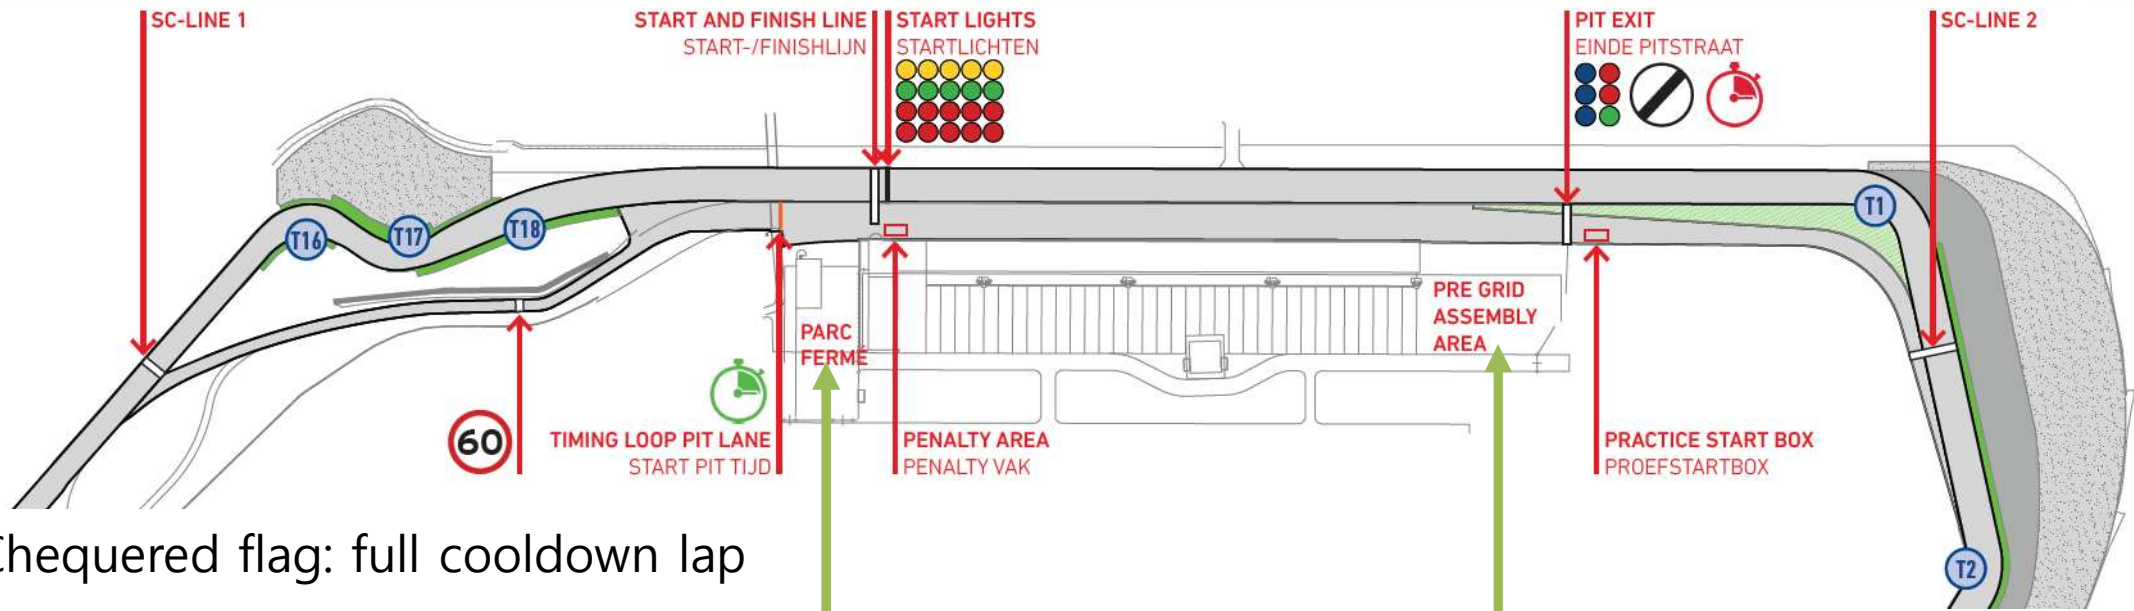 SC-LINE 1
START AND FINISH LINE
START-/FINISHLIJN
START LIGHTS
STARTLICHTEN
PIT EXIT
EINDE PITSTRAAT
SC-LINE 2
T16
T17
T18
T1
PRE GRID
ASSEMBLY
AREA
PARC
FERMÉ
60
TIMING LOOP PIT LANE
START PIT TIJD
PENALTY AREA
PENALTY VAK
PRACTICE START BOX
PROEFSTARTBOX
T2
Chequered flag: full cooldown lap